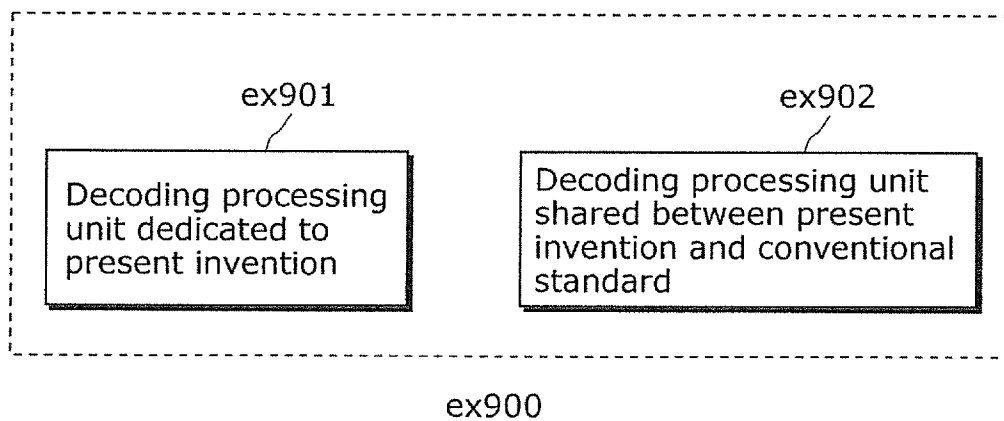 ex901
Decoding processing
unit dedicated to
present invention
ex902
Decoding processing unit
shared between present
invention and conventional
standard
ex900